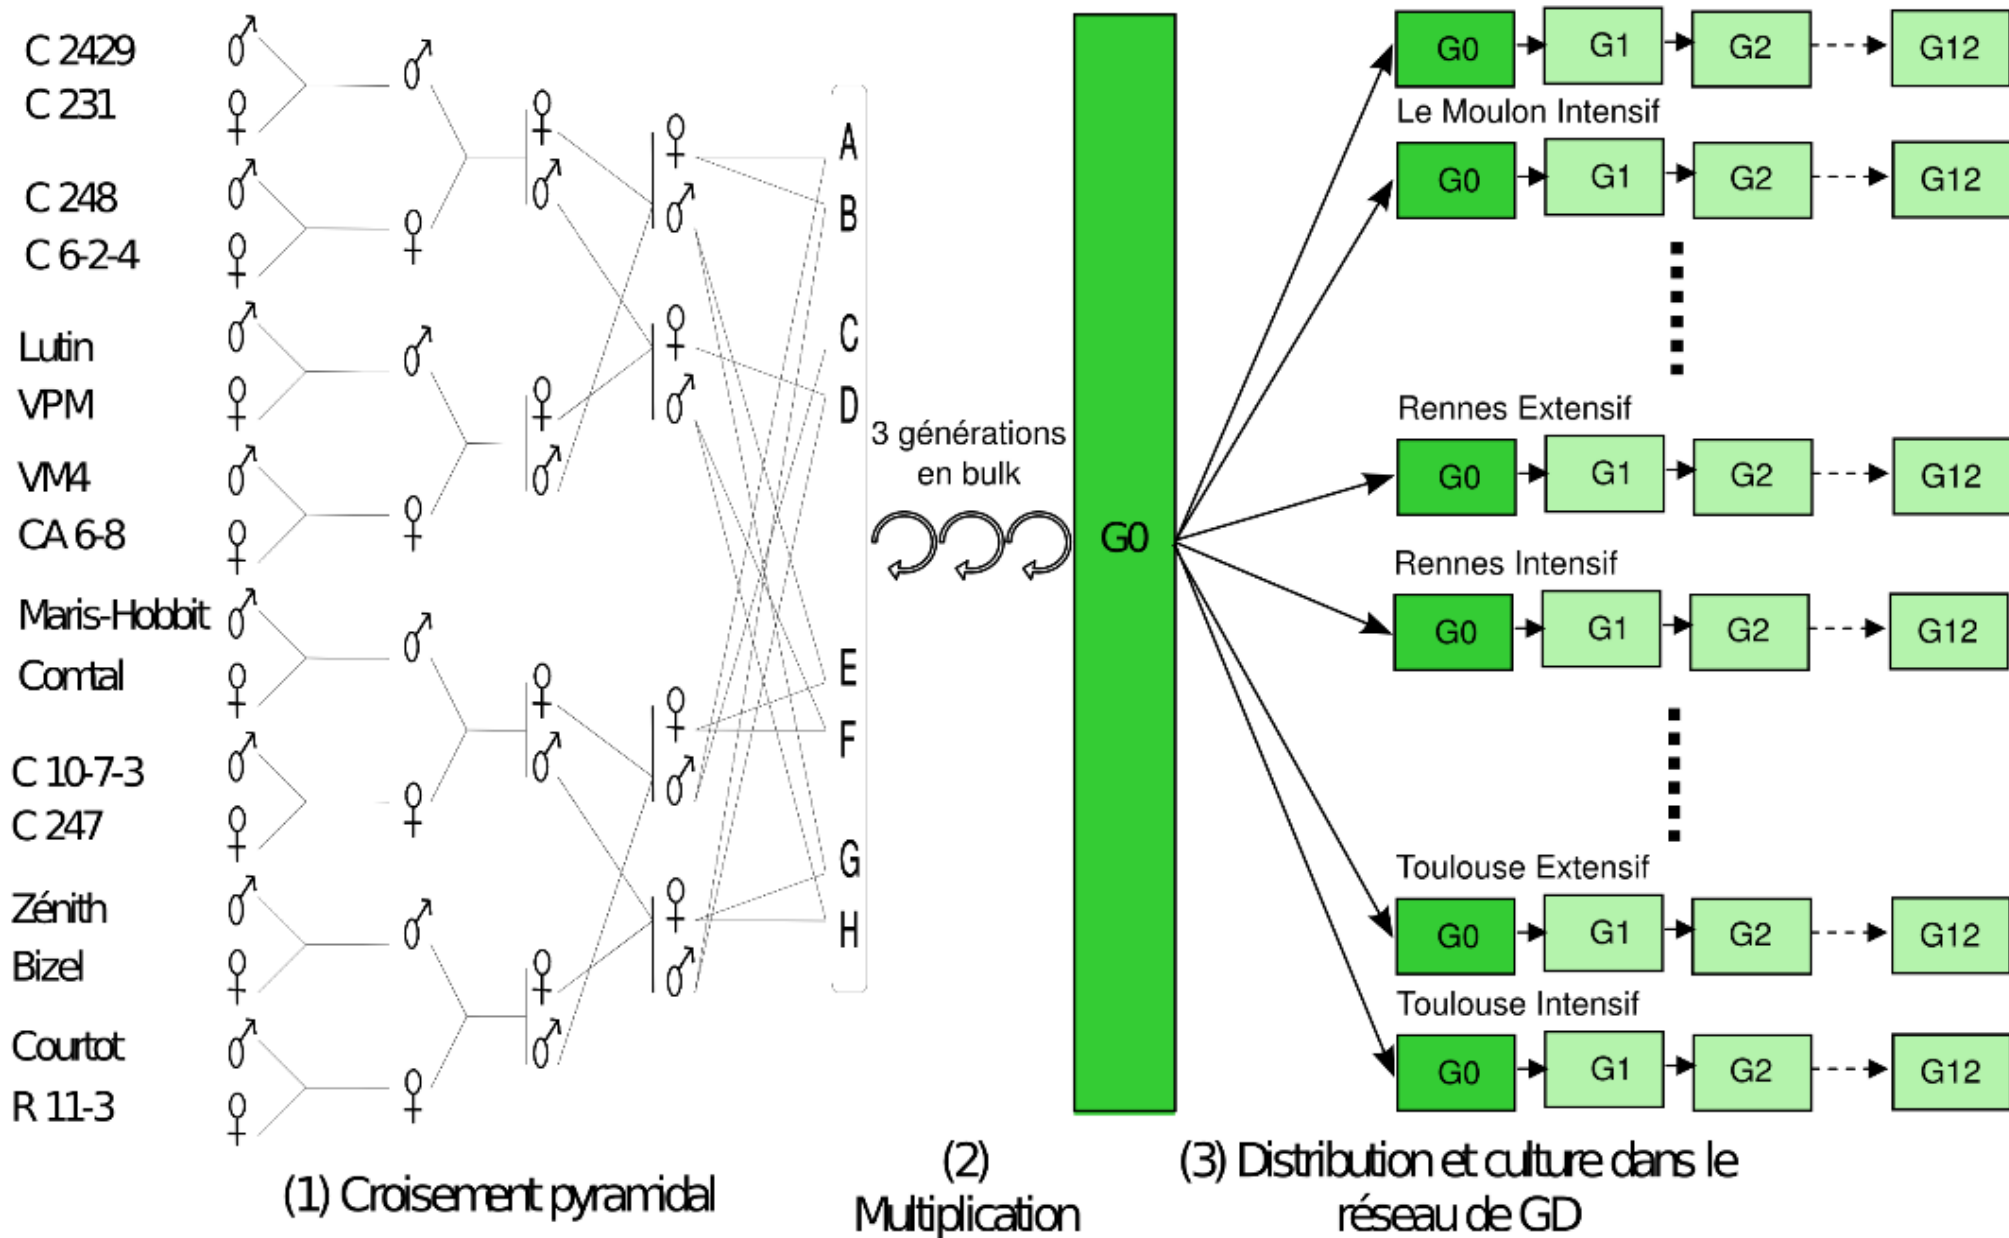 C 2429
C 231
C 248
C 6-2-4
Lutin
VPM
VM4
CA 6-8
Maris-Hobbit
Comtal
C 10-7-3
C 247
Zénith
Bizel
Courtot
R 11-3
(1) Croisement pyramidal
A
B
C
D
E
F
G
H
3 générations
en bulk
(2)
Multiplication
G0
G0 G1 G2 G12
Le Moulon Intensif
G0 G1 G2 G12
Rennes Extensif
G0 G1 G2 G12
Rennes Intensif
G0 G1 G2 G12
Toulouse Extensif
G0 G1 G2 G12
Toulouse Intensif
G0 G1 G2 G12
(3) Distribution et culture dans le
réseau de GD